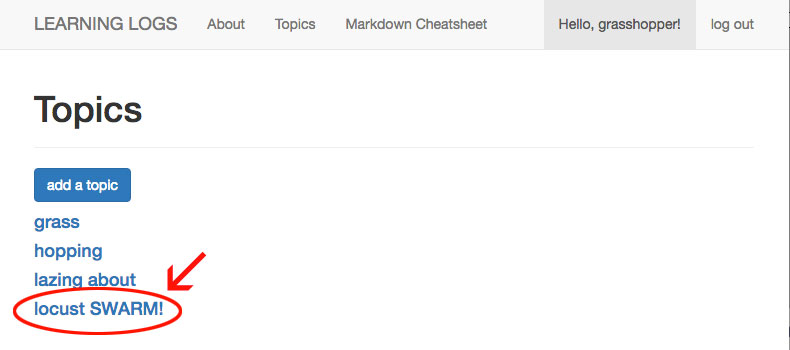 LEARNING LOGS About Topics Markdown Cheatsheet Hello, grasshopper! log out
Topics
add a topic
grass
hopping
lazing about
locust SWARM!